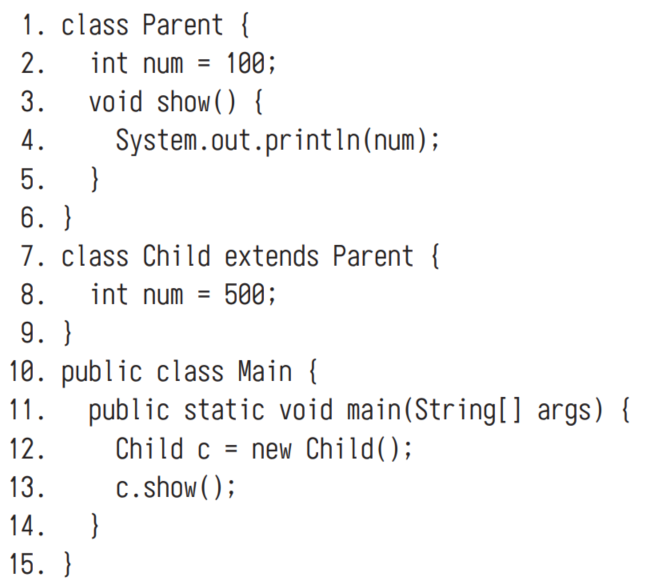 1. class Parent {
2.   int num = 100;
3.   void show() {
4.     System.out.println(num);
5.   }
6. }
7. class Child extends Parent {
8.   int num = 500;
9. }
10. public class Main {
11.   public static void main(String[] args) {
12.     Child c = new Child();
13.     c.show();
14.   }
15. }